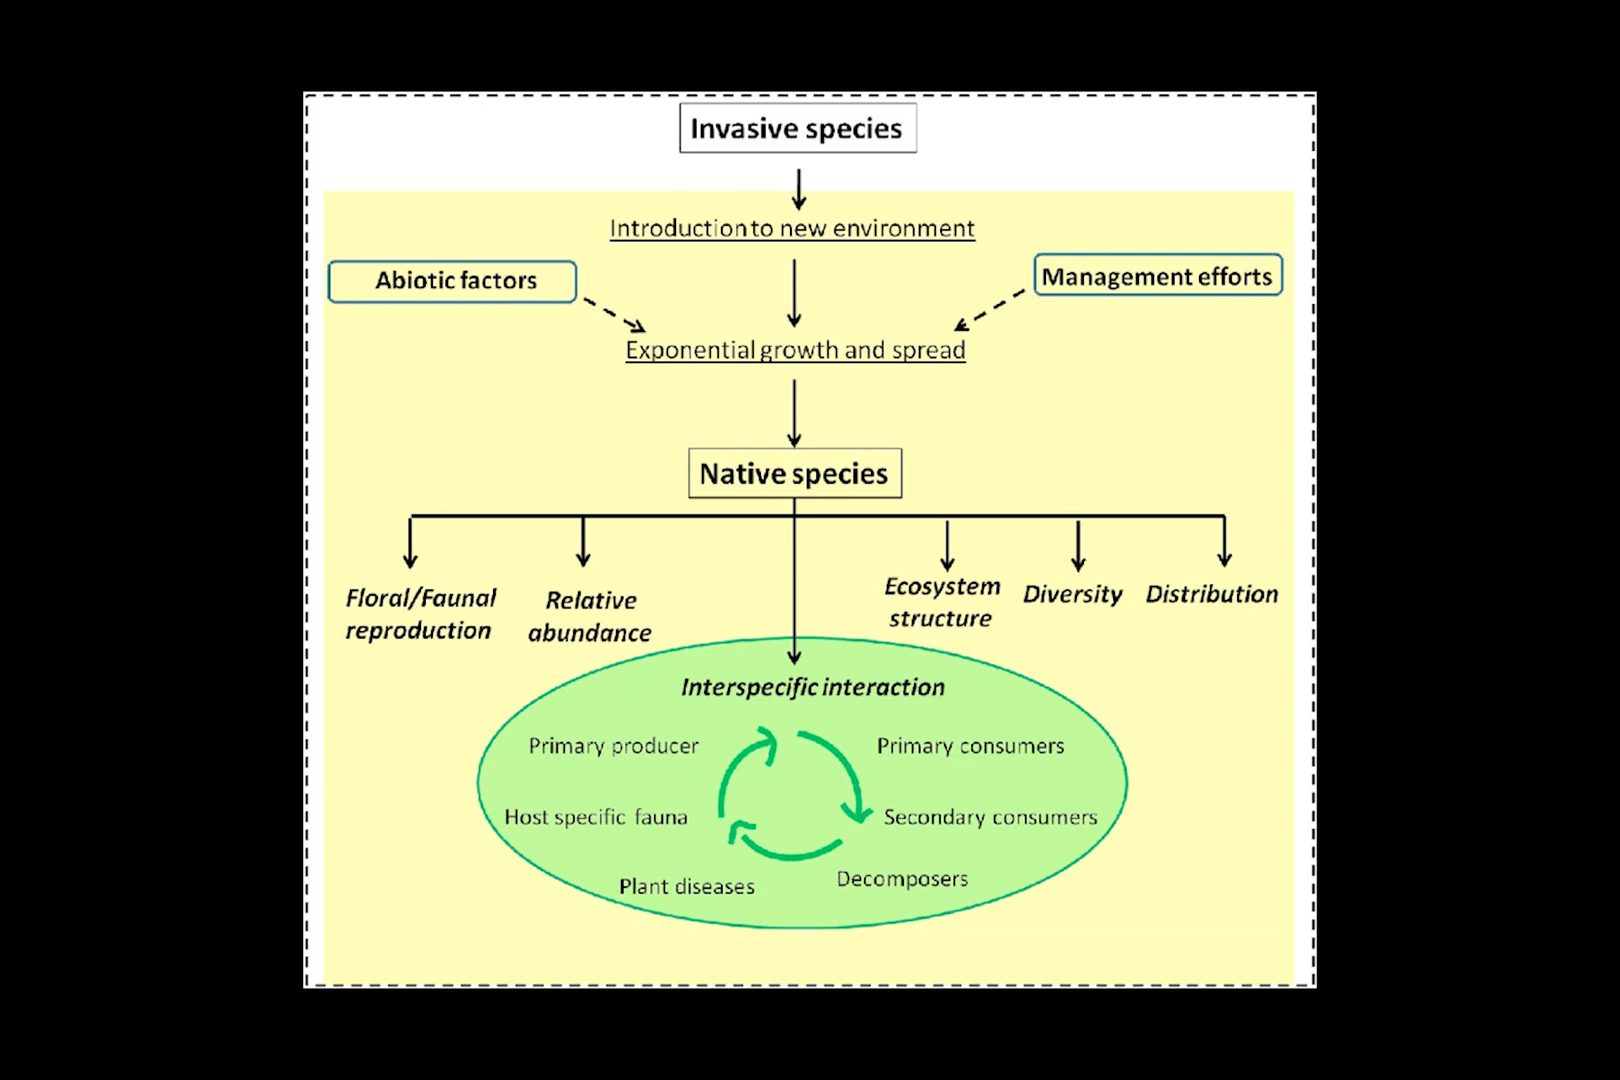 Invasive species
Introduction to new environment
Abiotic factors
Management efforts
Exponential growth and spread
Native species
Floral/Faunal
reproduction
Relative
abundance
Ecosystem
structure
Diversity
Distribution
Interspecific interaction
Primary producer
Primary consumers
Host specific fauna
Secondary consumers
Plant diseases
Decomposers